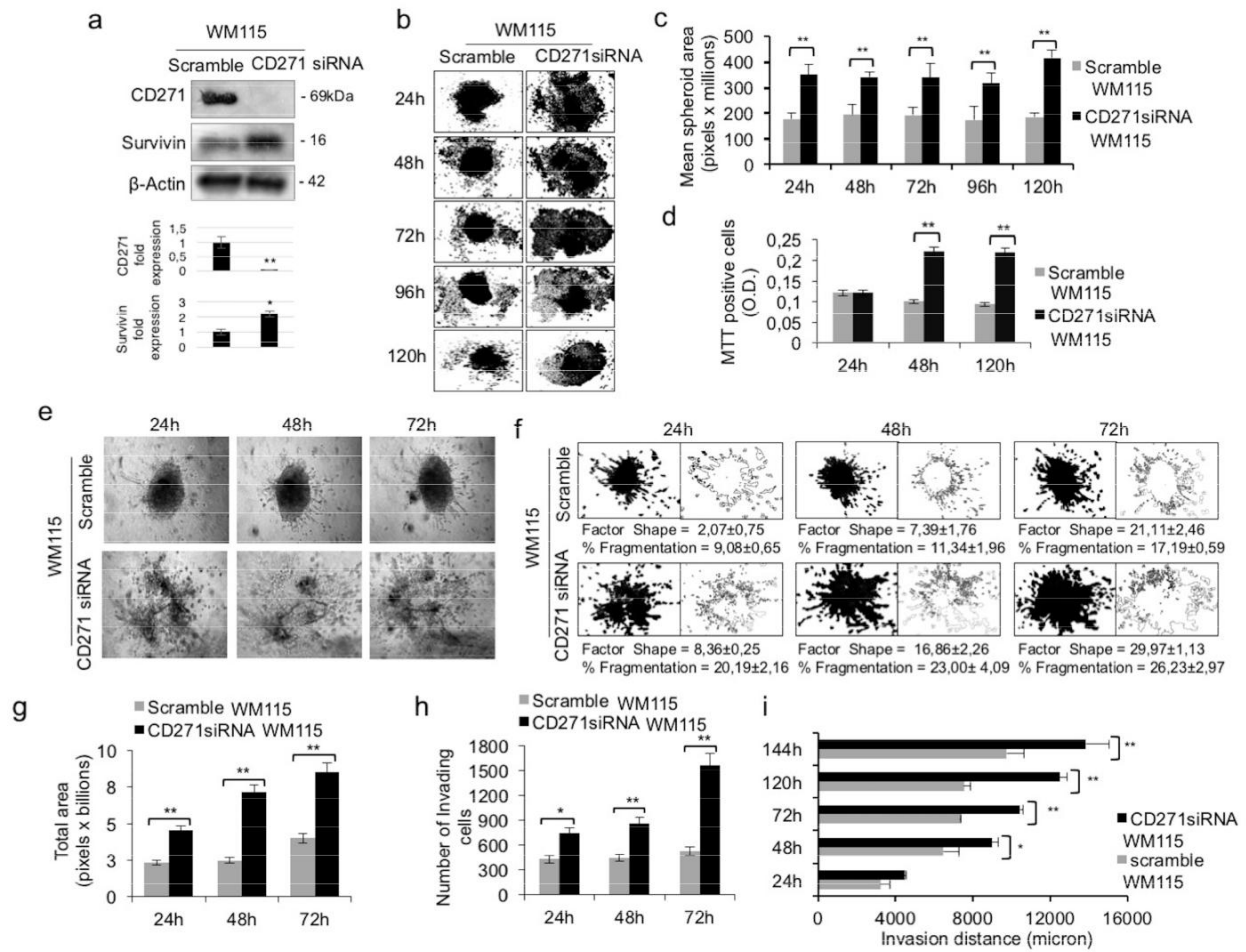 a
WM115
Scramble CD271 siRNA
CD271
- 69kDa
Survivin
- 16
β-Actin
- 42
CD271
fold
expression
1,5
1
0,5
0
**
Survivin
fold
expression
3
2
1
0
*
b
WM115
Scramble CD271siRNA
24h
48h
72h
96h
120h
c
Mean spheroid area
(pixels x millions)
500
400
300
200
100
0
** ** ** ** **
24h 48h 72h 96h 120h
Scramble
WM115
CD271siRNA
WM115
d
MTT positive cells
(O.D.)
0,25
0,2
0,15
0,1
0,05
0
** **
24h 48h 120h
Scramble
WM115
CD271siRNA
WM115
e
24h 48h 72h
WM115
Scramble
CD271 siRNA
f
24h 48h 72h
WM115
Scramble
Factor Shape = 2,07±0,75
% Fragmentation = 9,08±0,65
Factor Shape = 7,39±1,76
% Fragmentation = 11,34±1,96
Factor Shape = 21,11±2,46
% Fragmentation = 17,19±0,59
CD271 siRNA
Factor Shape = 8,36±0,25
% Fragmentation = 20,19±2,16
Factor Shape = 16,86±2,26
% Fragmentation = 23,00± 4,09
Factor Shape = 29,97±1,13
% Fragmentation = 26,23±2,97
g
Scramble WM115
CD271siRNA WM115
Total area
(pixels x billions)
10
8
5
3
0
** ** **
24h 48h 72h
h
Scramble WM115
CD271siRNA WM115
Number of Invading
cells
1800
1500
1200
900
600
300
0
* ** **
24h 48h 72h
i
144h
**
120h
**
72h
**
48h
*
24h
0 4000 8000 12000 16000
Invasion distance (micron)
CD271siRNA
WM115
scramble
WM115